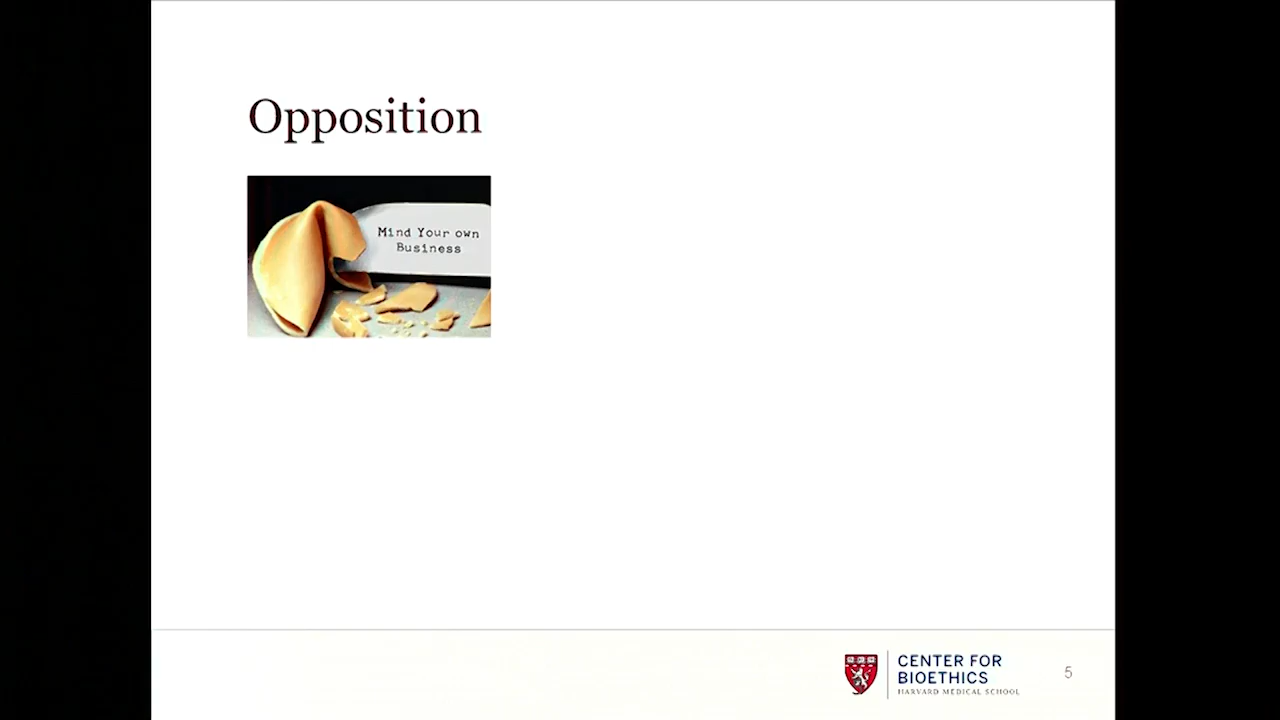 Opposition
Mind Your own
Business
CENTER FOR
BIOETHICS
HARVARD MEDICAL SCHOOL
5